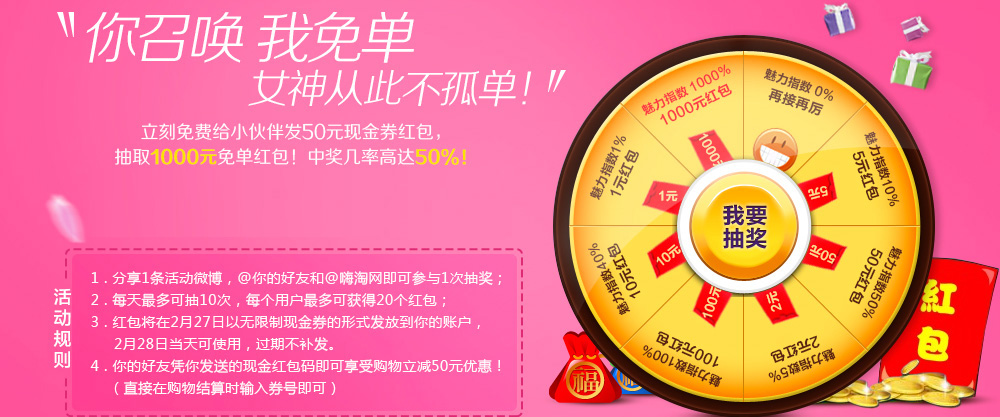 “你召唤 我免单
女神从此不孤单！”
立刻免费给小伙伴发50元现金券红包，
抽取1000元免单红包！中奖几率高达50%！
活动规则
1．分享1条活动微博，@你的好友和@嗨淘网即可参与1次抽奖；
2．每天最多可抽10次，每个用户最多可获得20个红包；
3．红包将在2月27日以无限制现金券的形式发放到你的账户，
2月28日当天可使用，过期不补发。
4．你的好友凭你发送的现金红包码即可享受购物立减50元优惠！
（直接在购物结算时输入券号即可）
魅力指数 1000%
1000元红包
魅力指数 0%
再接再厉
魅力指数10%
5元红包
魅力指数50%
50元红包
魅力指数5%
2元红包
魅力指数100%
100元红包
魅力指数40%
10元红包
魅力指数1%
1元红包
1000元
5元
50元
2元
100元
10元
1元
我要
抽奖
紅包
福